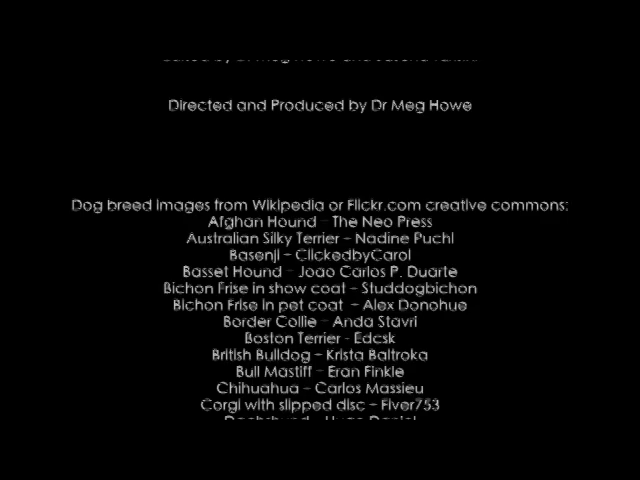 Directed and Produced by Dr Meg Howe
Dog breed images from Wikipedia or Flickr.com creative commons:
Afghan Hound – The Neo Press
Australian Silky Terrier – Nadine Puchl
Basenji – ClickedbyCarol
Basset Hound – Joao Carlos P. Duarte
Bichon Frise in show coat – Studdogbichon
Bichon Frise in pet coat – Alex Donohue
Border Collie – Anda Stavri
Boston Terrier - Edcsk
British Bulldog – Krista Baltroka
Bull Mastiff – Eran Finkle
Chihuahua – Carlos Massieu
Corgi with slipped disc – Fiver753